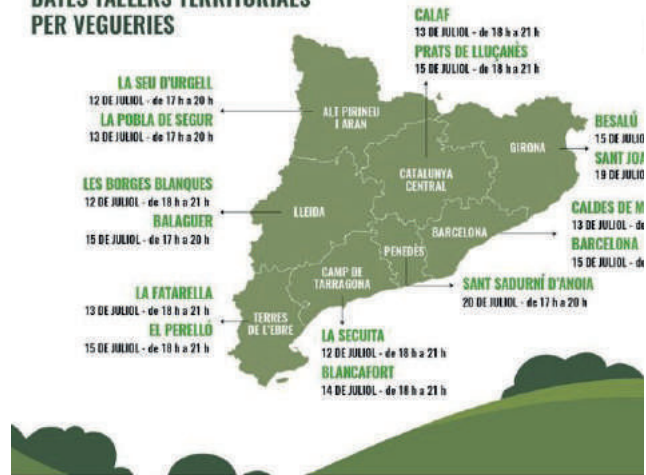 DATES TALLERS TERRITORIALS
PER VEGUERIES
CALAF
13 DE JULIOL - de 18 h a 21 h
PRATS DE LLUÇANÈS
15 DE JULIOL - de 18 h a 21 h
LA SEU D'URGELL
12 DE JULIOL - de 17 h a 20 h
LA POBLA DE SEGUR
13 DE JULIOL - de 17 h a 20 h
ALT PIRINEU
I ARAN
GIRONA
BESALÚ
15 DE JULIO
SANT JOA
19 DE JULIO
CATALUNYA
CENTRAL
LES BORGES BLANQUES
12 DE JULIOL - de 18 h a 21 h
BALAGUER
15 DE JULIOL - de 17 h a 20 h
LLEIDA
BARCELONA
CALDES DE M
13 DE JULIOL - de
BARCELONA
15 DE JULIOL - de
PENEDÈS
CAMP DE
TARRAGONA
SANT SADURNÍ D'ANOIA
20 DE JULIOL - de 17 h a 20 h
LA FATARELLA
13 DE JULIOL - de 18 h a 21 h
EL PERELLÓ
15 DE JULIOL - de 18 h a 21 h
TERRES
DE L'EBRE
LA SECUITA
12 DE JULIOL - de 18 h a 21 h
BLANCAFORT
14 DE JULIOL - de 18 h a 21 h